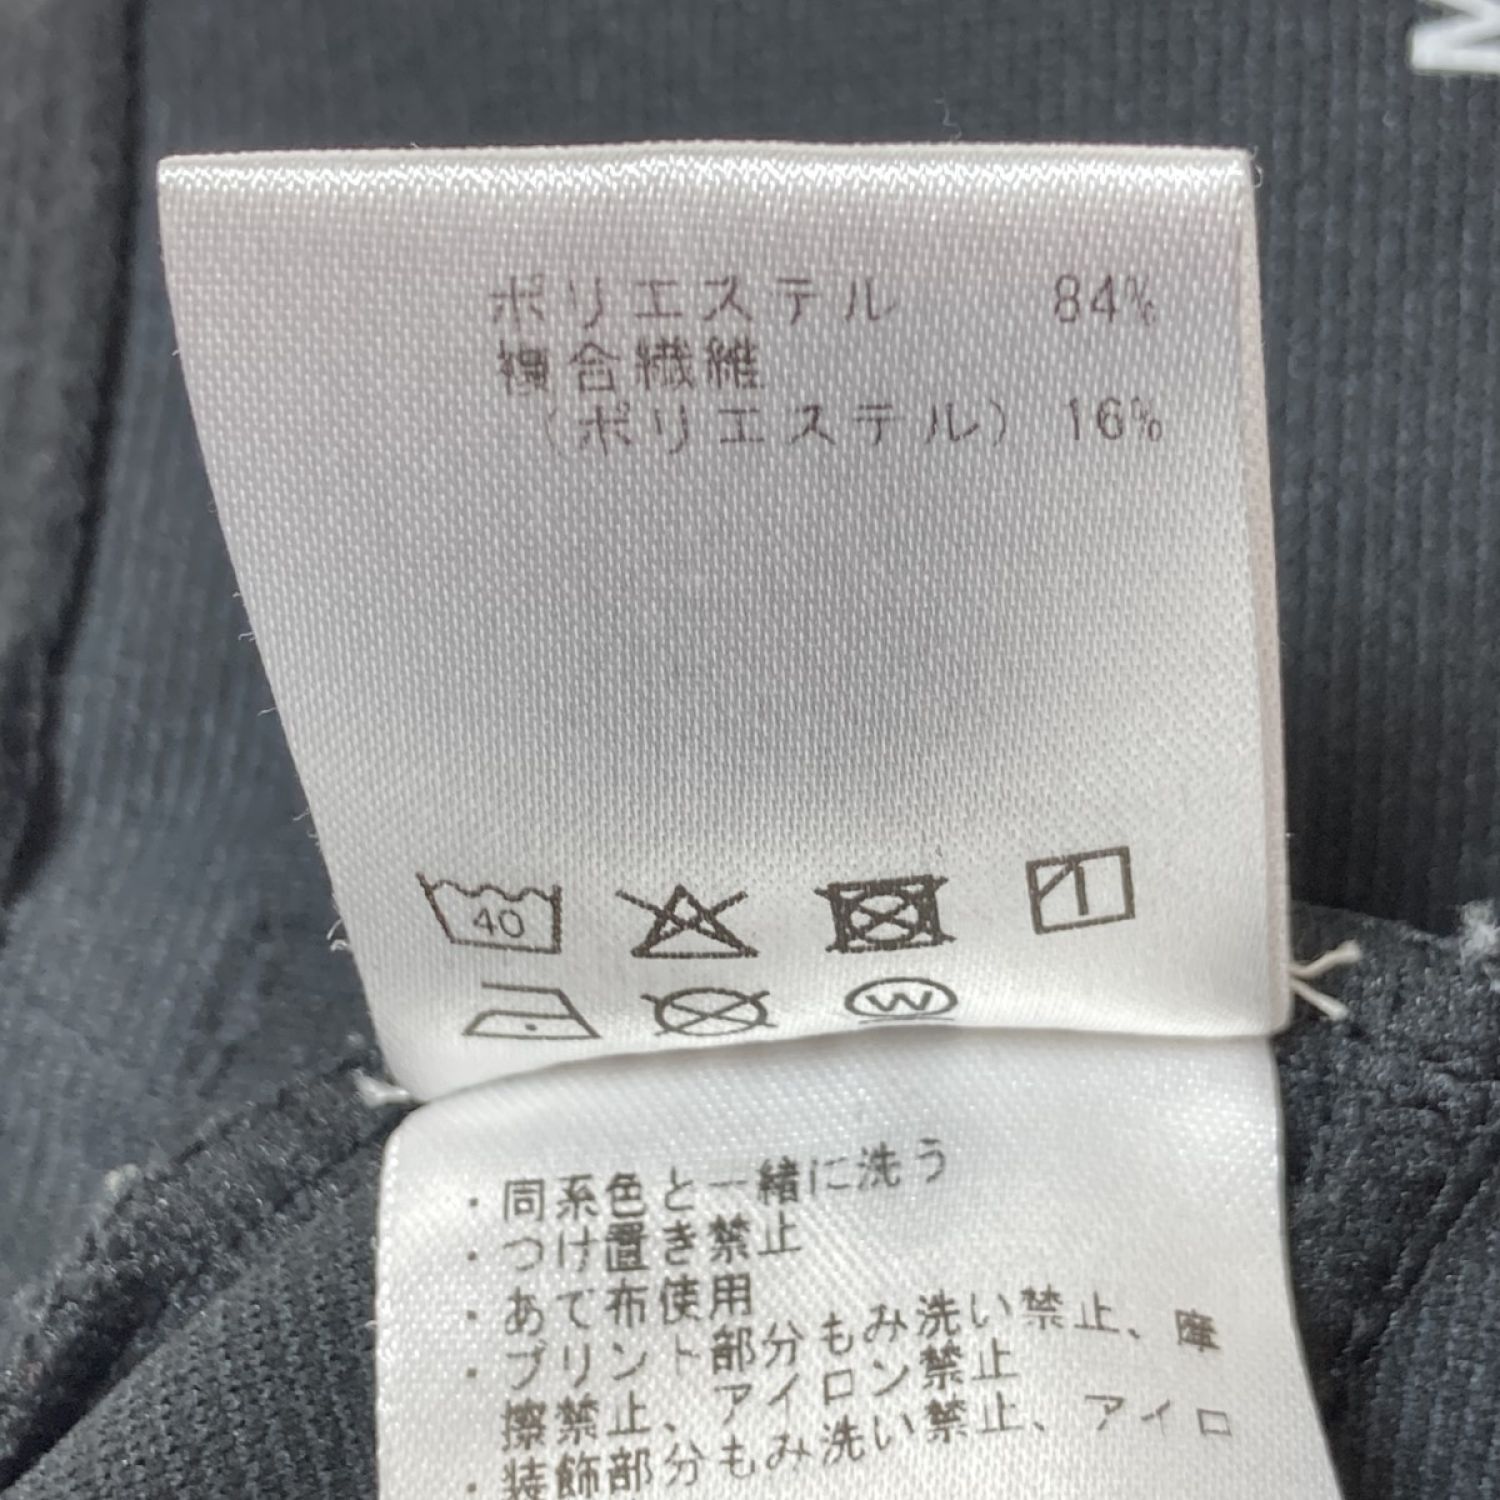 ポリエステル 84%
複合繊維
(ポリエステル) 16%
40
W
・同系色と一緒に洗う
・つけ置き禁止
・あて布使用
・プリント部分もみ洗い禁止、摩
擦禁止、アイロン禁止
・装飾部分もみ洗い禁止、アイロ